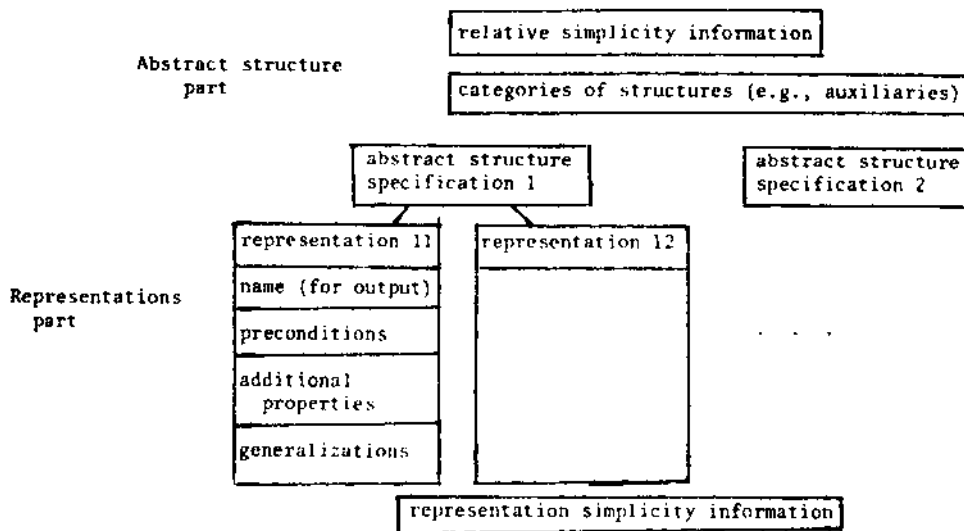 relative simplicity information
Abstract structure
part
categories of structures (e.g., auxiliaries)
abstract structure
specification 1
abstract structure
specification 2
representation 11
representation 12
name (for output)
Representations
part
preconditions
. . .
additional
properties
generalizations
representation simplicity information